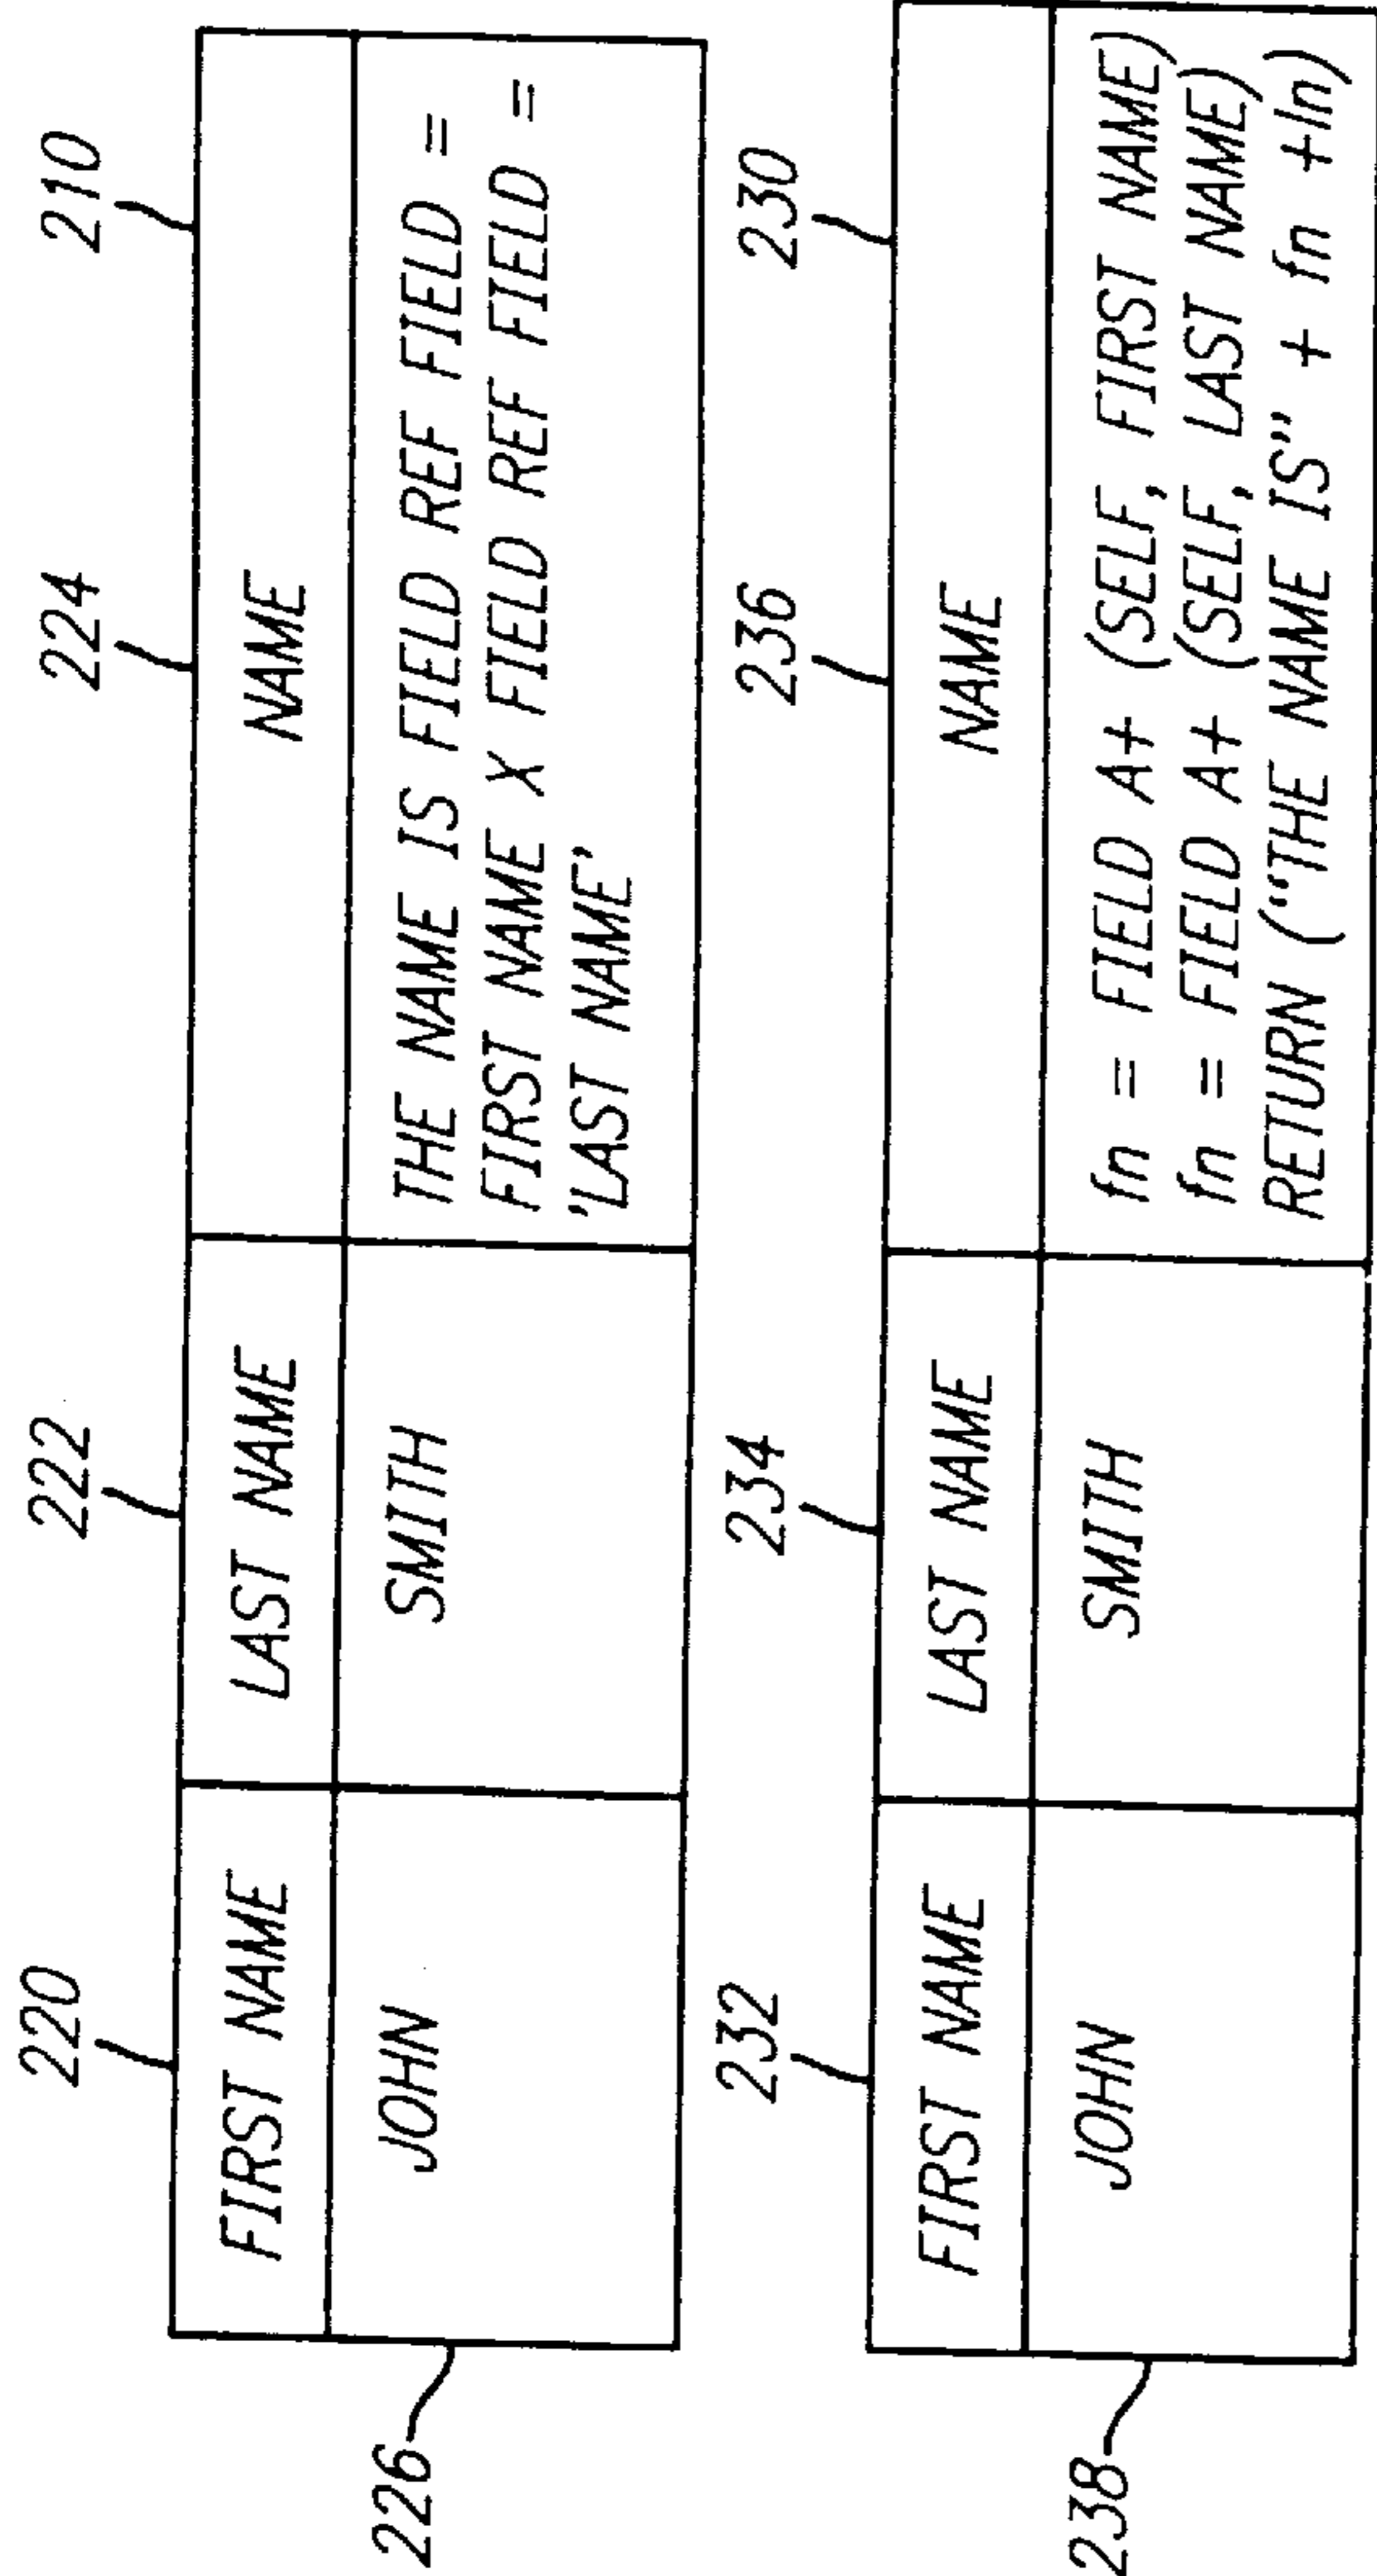 220 222 224 210
FIRST NAME LAST NAME NAME
JOHN SMITH THE NAME IS FIELD REF FIELD =
FIRST NAME X FIELD REF FIELD =
'LAST NAME'
226
232 234 236 230
FIRST NAME LAST NAME NAME
JOHN SMITH fn = FIELD A+ (SELF, FIRST NAME)
fn = FIELD A+ (SELF, LAST NAME)
RETURN ("THE NAME IS" + fn +ln)
238